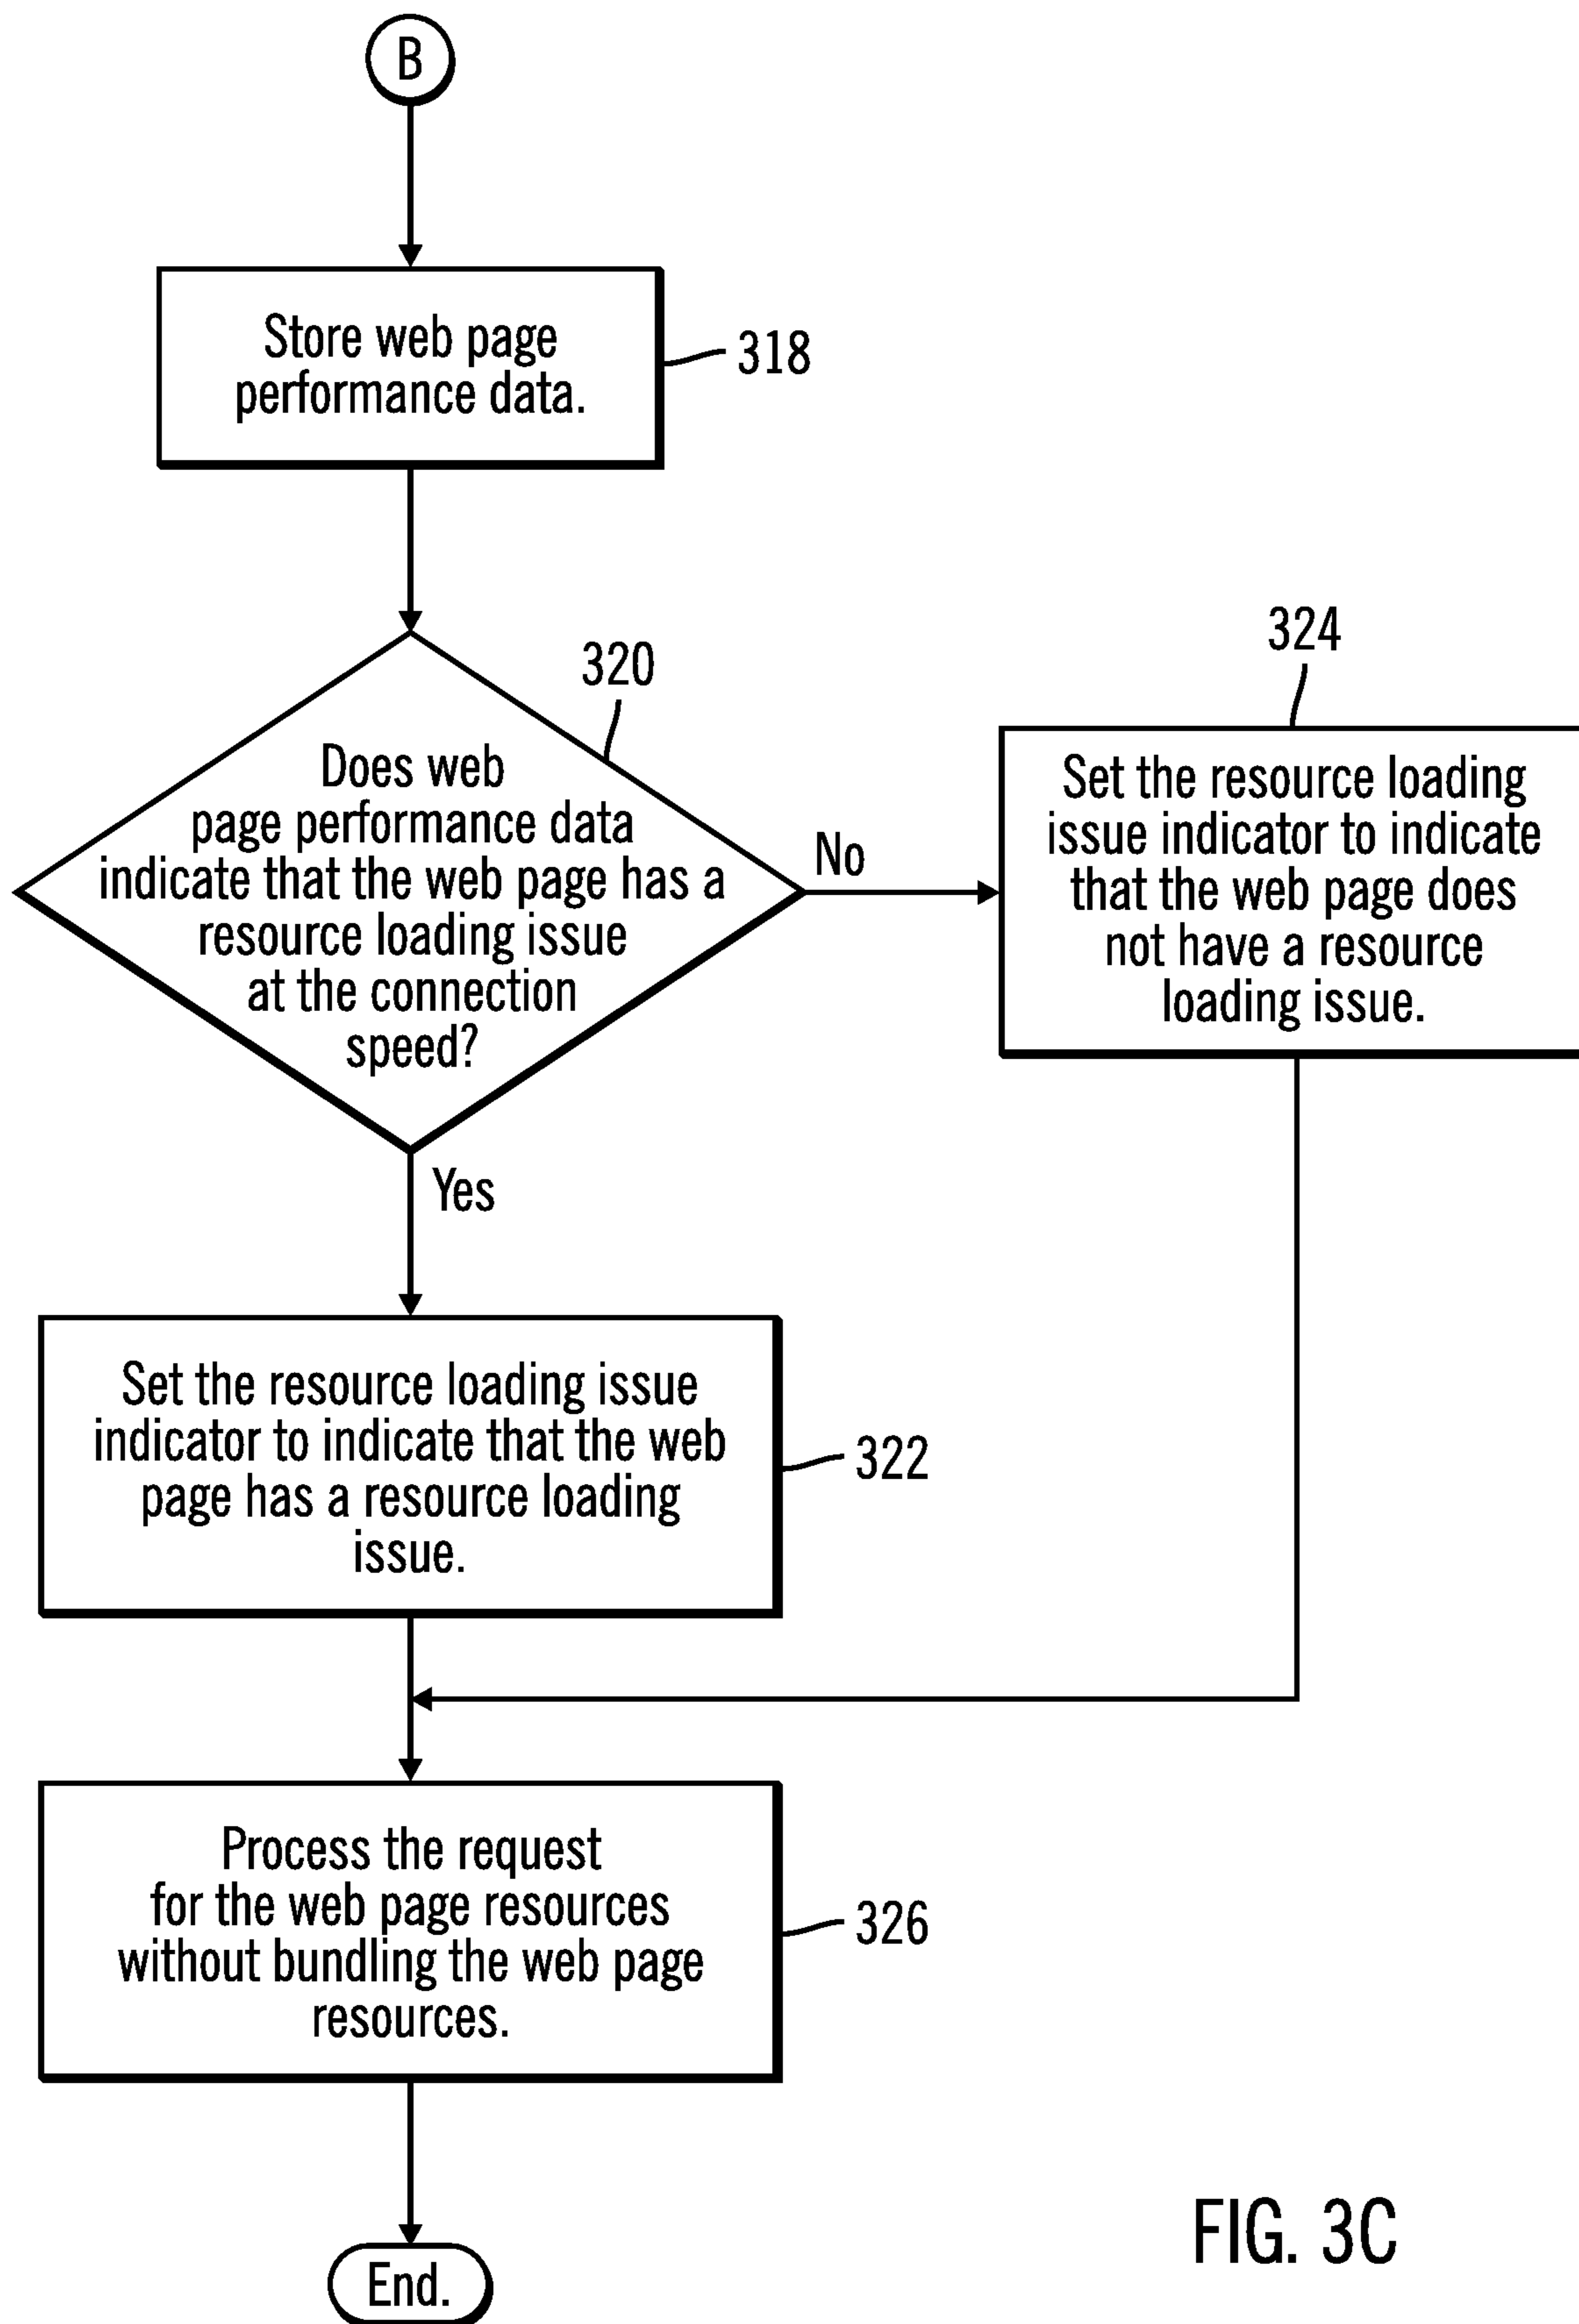 B
Store web page
performance data.
318
320
Does web
page performance data
indicate that the web page has a
resource loading issue
at the connection
speed?
No
324
Set the resource loading
issue indicator to indicate
that the web page does
not have a resource
loading issue.
Yes
Set the resource loading issue
indicator to indicate that the web
page has a resource loading
issue.
322
Process the request
for the web page resources
without bundling the web page
resources.
326
End.
FIG. 3C